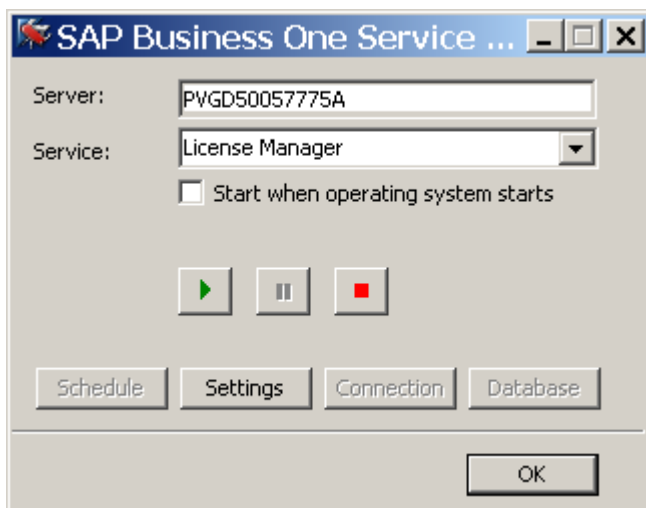 SAP Business One Service ...
Server: PVGD50057775A
Service: License Manager
Start when operating system starts
Schedule Settings Connection Database
OK